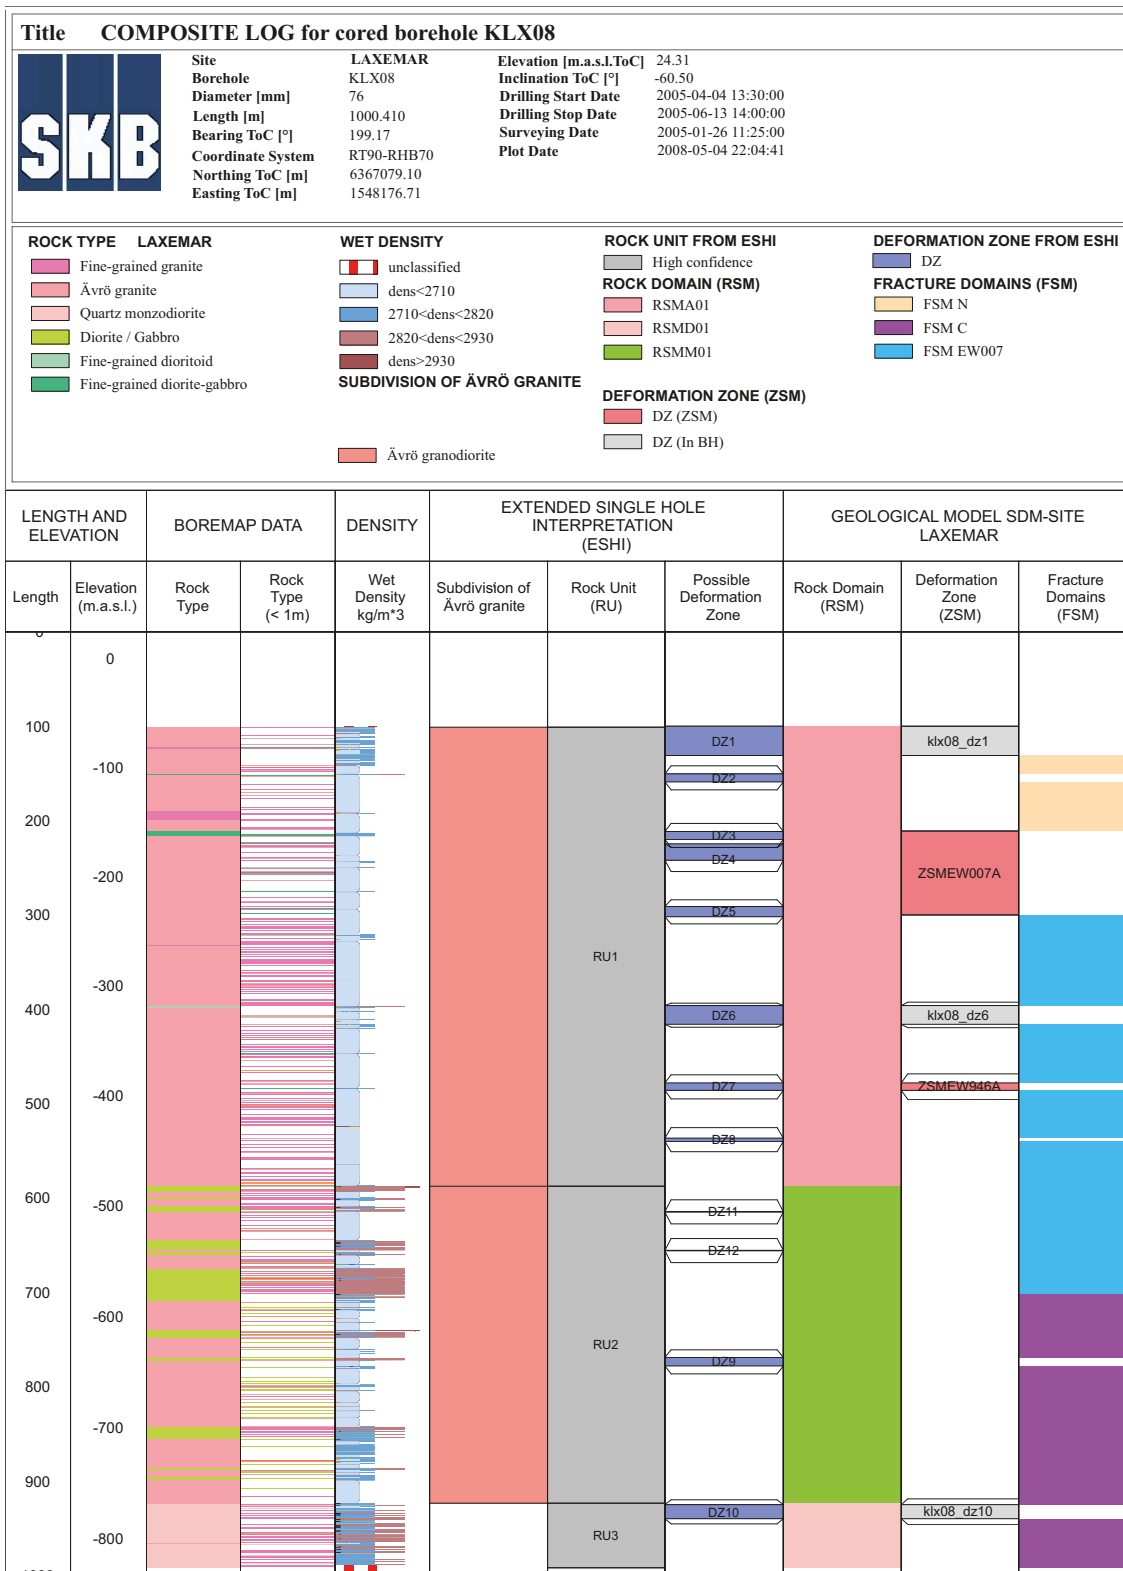 Title COMPOSITE LOG for cored borehole KLX08
SKB
Site LAXEMAR Elevation [m.a.s.l.ToC] 24.31
Borehole KLX08 Inclination ToC [°] -60.50
Diameter [mm] 76 Drilling Start Date 2005-04-04 13:30:00
Length [m] 1000.410 Drilling Stop Date 2005-06-13 14:00:00
Bearing ToC [°] 199.17 Surveying Date 2005-01-26 11:25:00
Coordinate System RT90-RHB70 Plot Date 2008-05-04 22:04:41
Northing ToC [m] 6367079.10
Easting ToC [m] 1548176.71
ROCK TYPE LAXEMAR
Fine-grained granite
Ävrö granite
Quartz monzodiorite
Diorite / Gabbro
Fine-grained dioritoid
Fine-grained diorite-gabbro
WET DENSITY
unclassified
dens<2710
2710<dens<2820
2820<dens<2930
dens>2930
SUBDIVISION OF ÄVRÖ GRANITE
Ävrö granodiorite
ROCK UNIT FROM ESHI
High confidence
ROCK DOMAIN (RSM)
RSMA01
RSMD01
RSMM01
DEFORMATION ZONE (ZSM)
DZ (ZSM)
DZ (In BH)
DEFORMATION ZONE FROM ESHI
DZ
FRACTURE DOMAINS (FSM)
FSM N
FSM C
FSM EW007
LENGTH AND
ELEVATION
BOREMAP DATA
DENSITY
EXTENDED SINGLE HOLE
INTERPRETATION
(ESHI)
GEOLOGICAL MODEL SDM-SITE
LAXEMAR
Length
Elevation
(m.a.s.l.)
Rock
Type
Rock
Type
(< 1m)
Wet
Density
kg/m*3
Subdivision of
Ävrö granite
Rock Unit
(RU)
Possible
Deformation
Zone
Rock Domain
(RSM)
Deformation
Zone
(ZSM)
Fracture
Domains
(FSM)
0
100
200
300
400
500
600
700
800
900
0
-100
-200
-300
-400
-500
-600
-700
-800
RU1
RU2
RU3
DZ1
DZ2
DZ3
DZ4
DZ5
DZ6
DZ7
DZ8
DZ11
DZ12
DZ9
DZ10
klx08_dz1
ZSMEW007A
klx08_dz6
ZSMEW946A
klx08_dz10